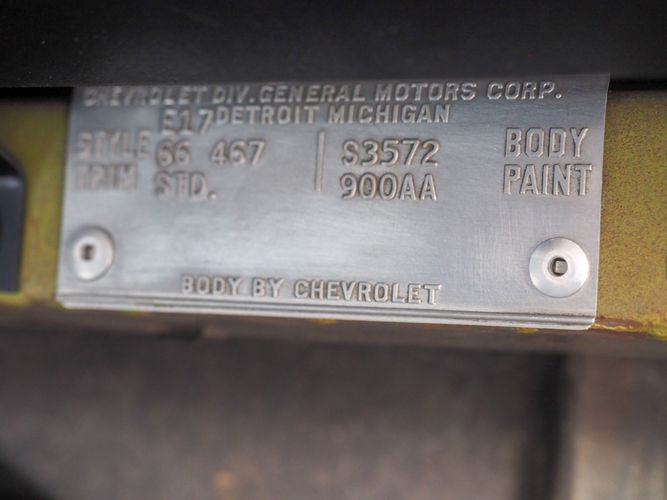 CHEVROLET DIV. GENERAL MOTORS CORP.
E17 DETROIT MICHIGAN
STYLE 66 467 S3572 BODY
TRIM STD. 900AA PAINT
BODY BY CHEVROLET